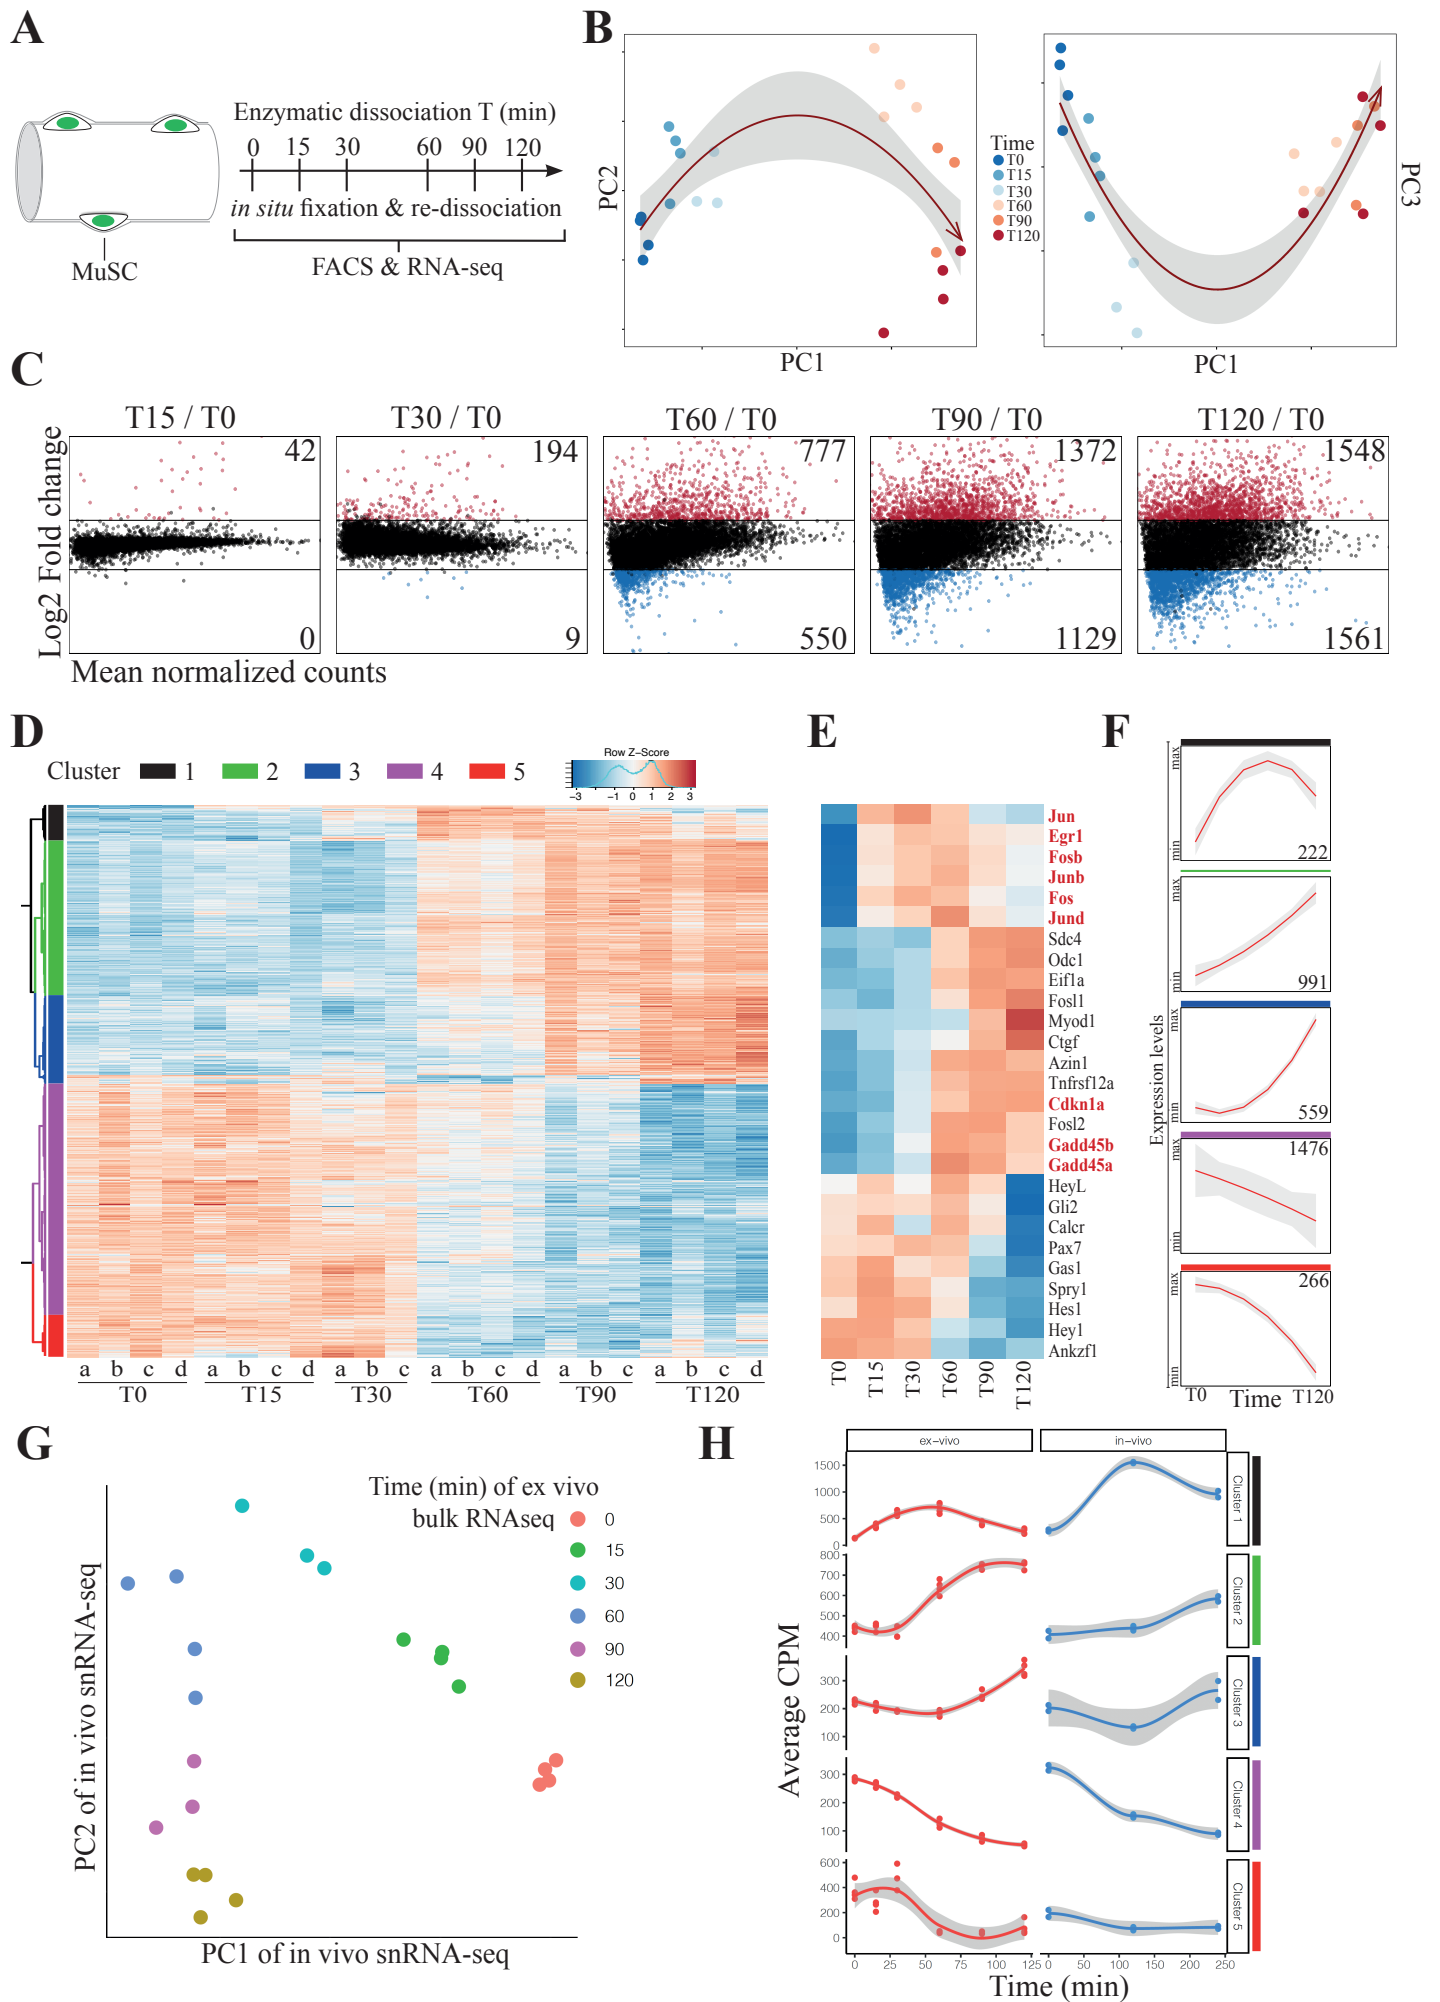 A
Enzymatic dissociation T (min)
0 15 30 60 90 120
in situ fixation & re-dissociation
FACS & RNA-seq
MuSC
B
PC2
PC1
Time
T0
T15
T30
T60
T90
T120
PC3
PC1
C
T15 / T0
T30 / T0
T60 / T0
T90 / T0
T120 / T0
Log2 Fold change
42
0
194
9
777
550
1372
1129
1548
1561
Mean normalized counts
D
Cluster 1 2 3 4 5
Row Z-Score
-3 -1 0 1 2 3
a b c d a b c d a b c a b c d a b c a b c d
T0 T15 T30 T60 T90 T120
E
Jun
Egr1
Fosb
Junb
Fos
Jund
Sdc4
Odc1
Eif1a
Fosl1
Myod1
Ctgf
Azin1
Tnfrsf12a
Cdkn1a
Fosl2
Gadd45b
Gadd45a
HeyL
Gli2
Calcr
Pax7
Gas1
Spry1
Hes1
Hey1
Ankzf1
T0 T15 T30 T60 T90 T120
F
Expression levels
max
min
222
max
min
991
max
min
559
max
min
1476
max
min
266
T0 Time T120
G
Time (min) of ex vivo
bulk RNAseq
0
15
30
60
90
120
PC2 of in vivo snRNA-seq
PC1 of in vivo snRNA-seq
H
ex-vivo
in-vivo
Average CPM
1500
1000
500
0
Cluster 1
800
700
600
500
400
Cluster 2
300
200
100
Cluster 3
300
200
100
Cluster 4
600
400
200
0
Cluster 5
0 25 50 75 100 125
0 50 100 150 200 250
Time (min)